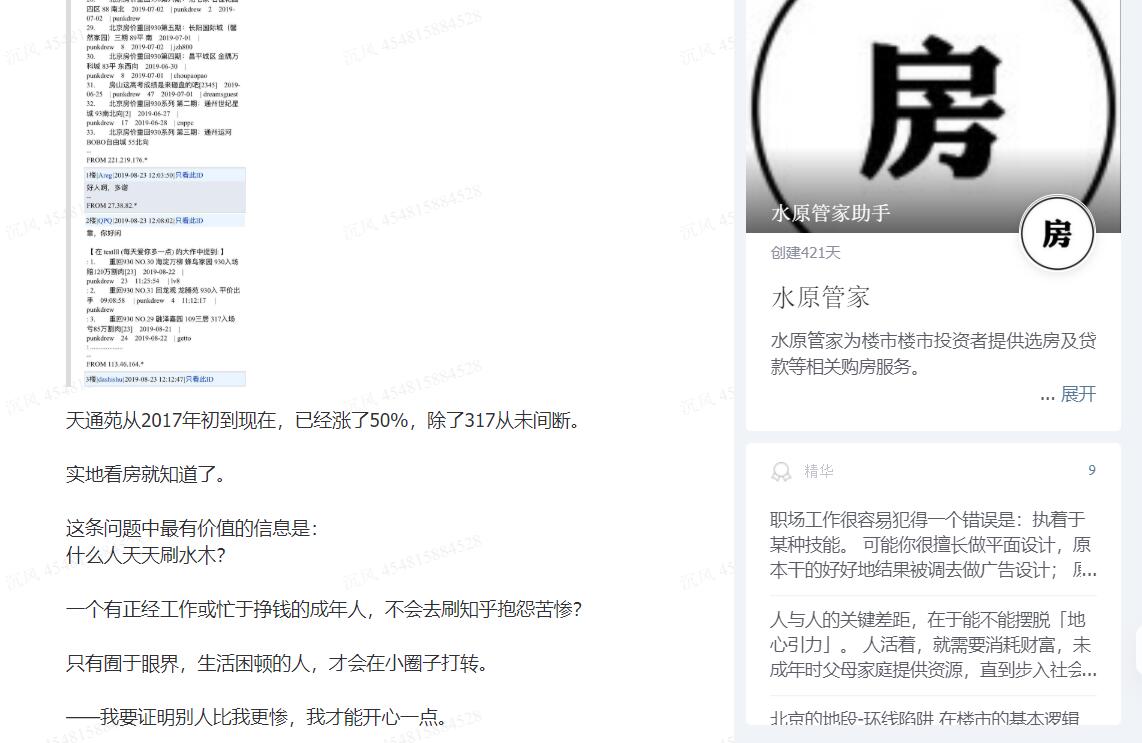 四区 88 南北 2019-07-02 | punkdrew 2 2019-
07-02 | punkdrew
29. 北京房价重回930第五期：长阳国际城（馨
然家园）三期 89平 南 2019-07-01 |
punkdrew 8 2019-07-02 | jzh800
30. 北京房价重回930第四期：昌平城区 金隅万
科城 83平 东西向 2019-06-30 |
punkdrew 8 2019-07-01 | choupaopao
31. 房山这高考成绩是来碰盘的吧[2345] 2019-
06-25 | punkdrew 47 2019-07-01 | dreamsguest
32. 北京房价重回930系列 第二期：通州世纪星
城 93南北向[2] 2019-06-27 |
punkdrew 17 2019-06-28 | cnppc
33. 北京房价重回930系列 第三期：通州运河
BOBO自由城 55北向
--
FROM 221.219.176.*
1楼|Areg|2019-08-23 12:03:50|只看此ID
好人啊，多谢
--
FROM 27.38.82.*
2楼|QPQ|2019-08-23 12:08:02|只看此ID
靠，你好闲
【 在 testlll (每天爱你多一点) 的大作中提到: 】
: 1. 重回930 NO.30 海淀万柳 蜂鸟家园 930入场
赔120万割肉[23] 2019-08-22 |
punkdrew 23 11:25:54 | lv8
: 2. 重回930 NO.31 回龙观 龙腾苑 930入 平价出
手 09:08:58 | punkdrew 4 11:12:17 |
punkdrew
: 3. 重回930 NO.29 融泽嘉园 109三居 317入场
亏85万割肉[23] 2019-08-21 |
punkdrew 24 2019-08-22 | getto
: ...................
--
FROM 113.46.164.*
3楼|dashishu|2019-08-23 12:12:47|只看此ID
天通苑从2017年初到现在，已经涨了50%，除了317从未间断。
实地看房就知道了。
这条问题中最有价值的信息是：
什么人天天刷水木？
一个有正经工作或忙于挣钱的成年人，不会去刷知乎抱怨苦惨？
只有囿于眼界，生活困顿的人，才会在小圈子打转。
——我要证明别人比我更惨，我才能开心一点。
房
水原管家助手
房
创建421天
水原管家
水原管家为楼市楼市投资者提供选房及贷
款等相关购房服务。
... 展开
精华 9
职场工作很容易犯得一个错误是：执着于
某种技能。 可能你很擅长做平面设计，原
本干的好好地结果被调去做广告设计； 原...
人与人的关键差距，在于能不能摆脱「地
心引力」。 人活着，就需要消耗财富，未
成年时父母家庭提供资源，直到步入社会...
北京的地段-环线陷阱 在楼市的基本逻辑
沉风 454815884528